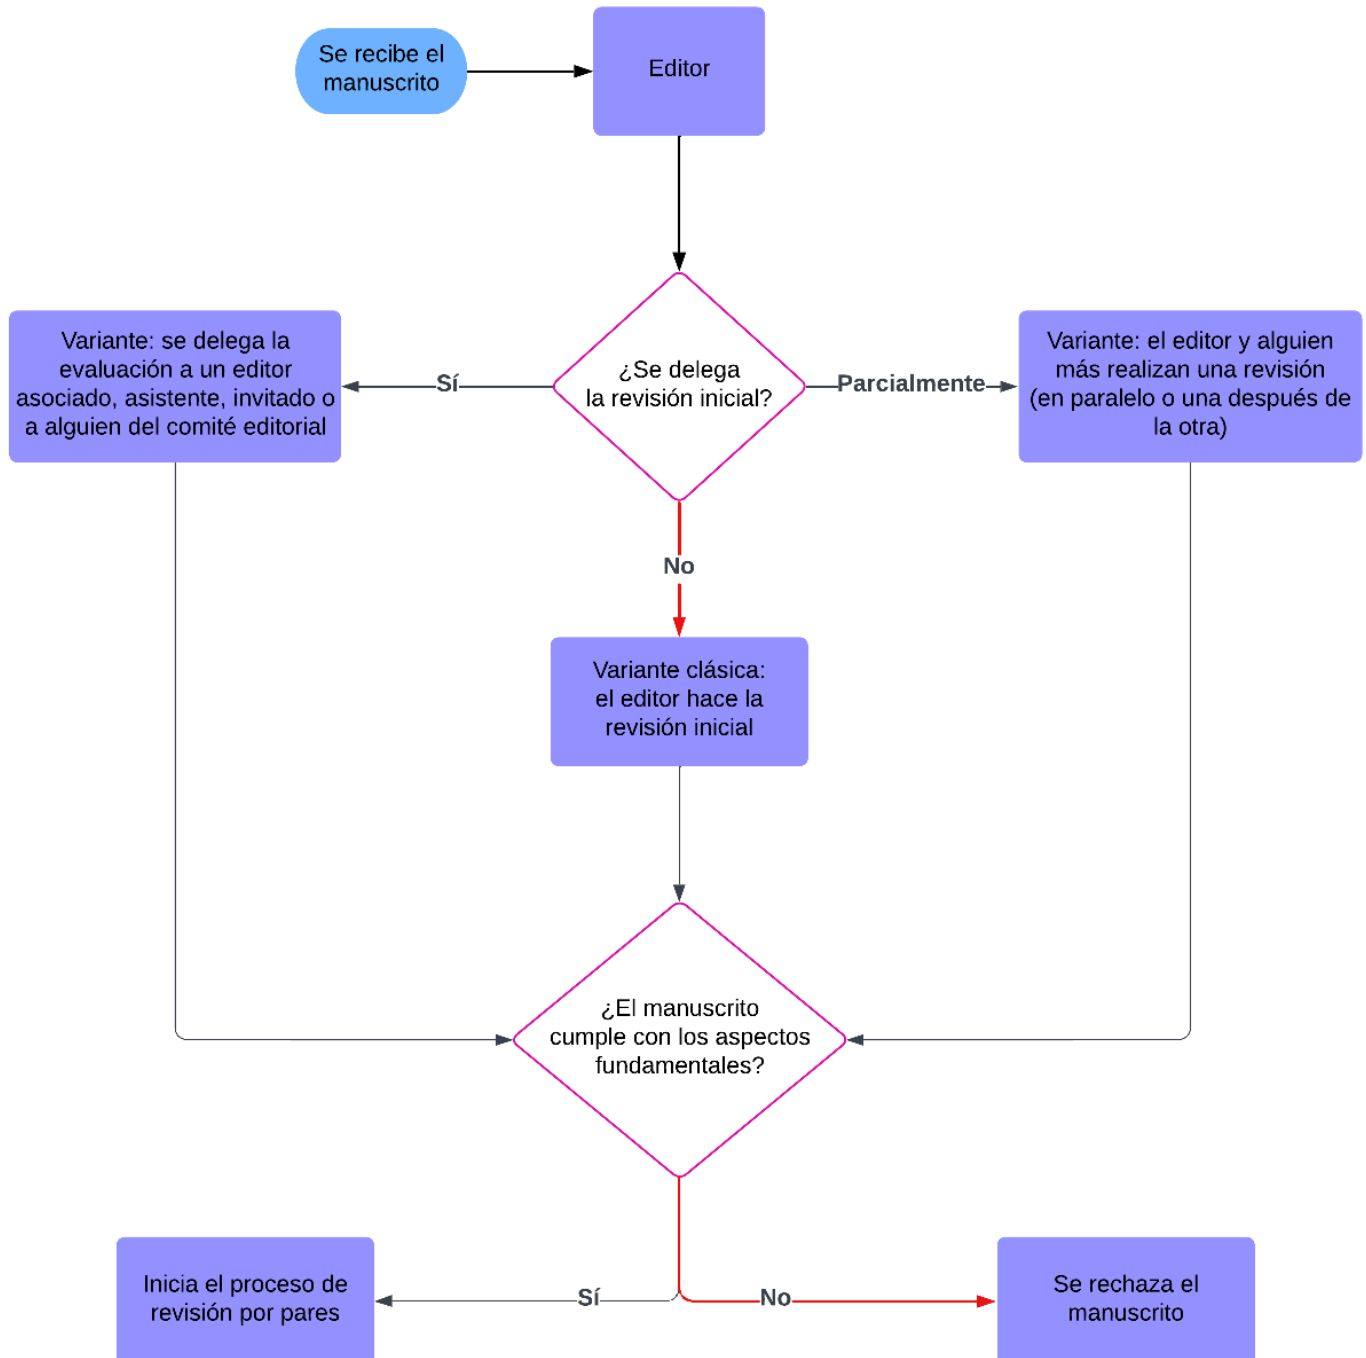 Se recibe el
manuscrito
Editor
¿Se delega
la revisión inicial?
Sí
Parcialmente
No
Variante: se delega la
evaluación a un editor
asociado, asistente, invitado o
a alguien del comité editorial
Variante: el editor y alguien
más realizan una revisión
(en paralelo o una después de
la otra)
Variante clásica:
el editor hace la
revisión inicial
¿El manuscrito
cumple con los aspectos
fundamentales?
Sí
No
Inicia el proceso de
revisión por pares
Se rechaza el
manuscrito